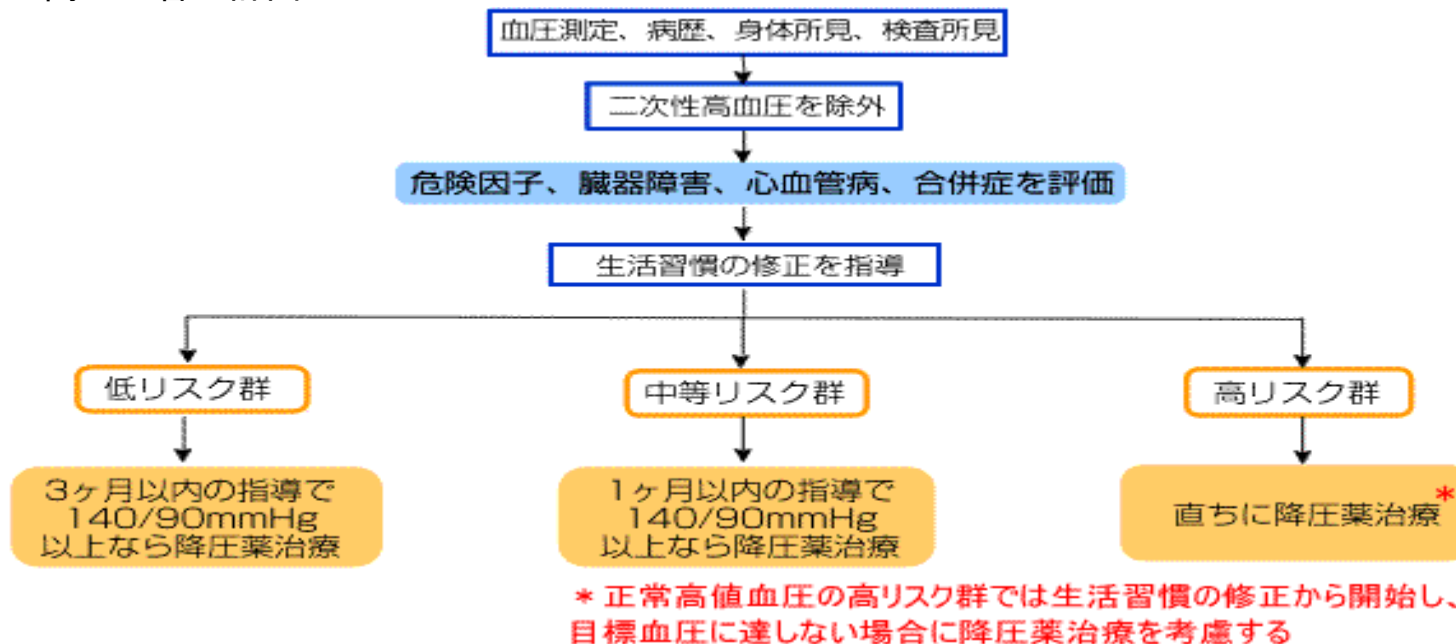 血圧測定、病歴、身体所見、検査所見
二次性高血圧を除外
危険因子、臓器障害、心血管病、合併症を評価
生活習慣の修正を指導
低リスク群
中等リスク群
高リスク群
3ヶ月以内の指導で
140/90mmHg
以上なら降圧薬治療
1ヶ月以内の指導で
140/90mmHg
以上なら降圧薬治療
直ちに降圧薬治療*
*正常高値血圧の高リスク群では生活習慣の修正から開始し、
目標血圧に達しない場合に降圧薬治療を考慮する